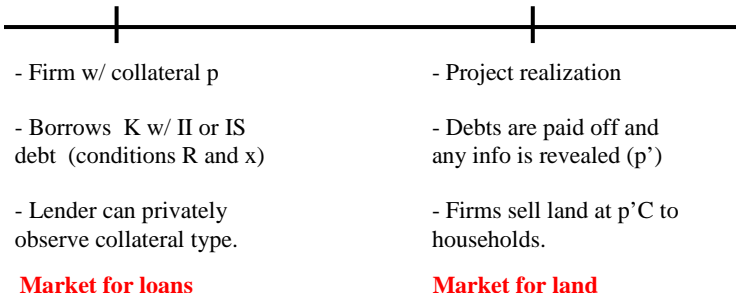 - Firm w/ collateral p
- Borrows K w/ II or IS
debt (conditions R and x)
- Lender can privately
observe collateral type.
Market for loans
- Project realization
- Debts are paid off and
any info is revealed (p’)
- Firms sell land at p’C to
households.
Market for land